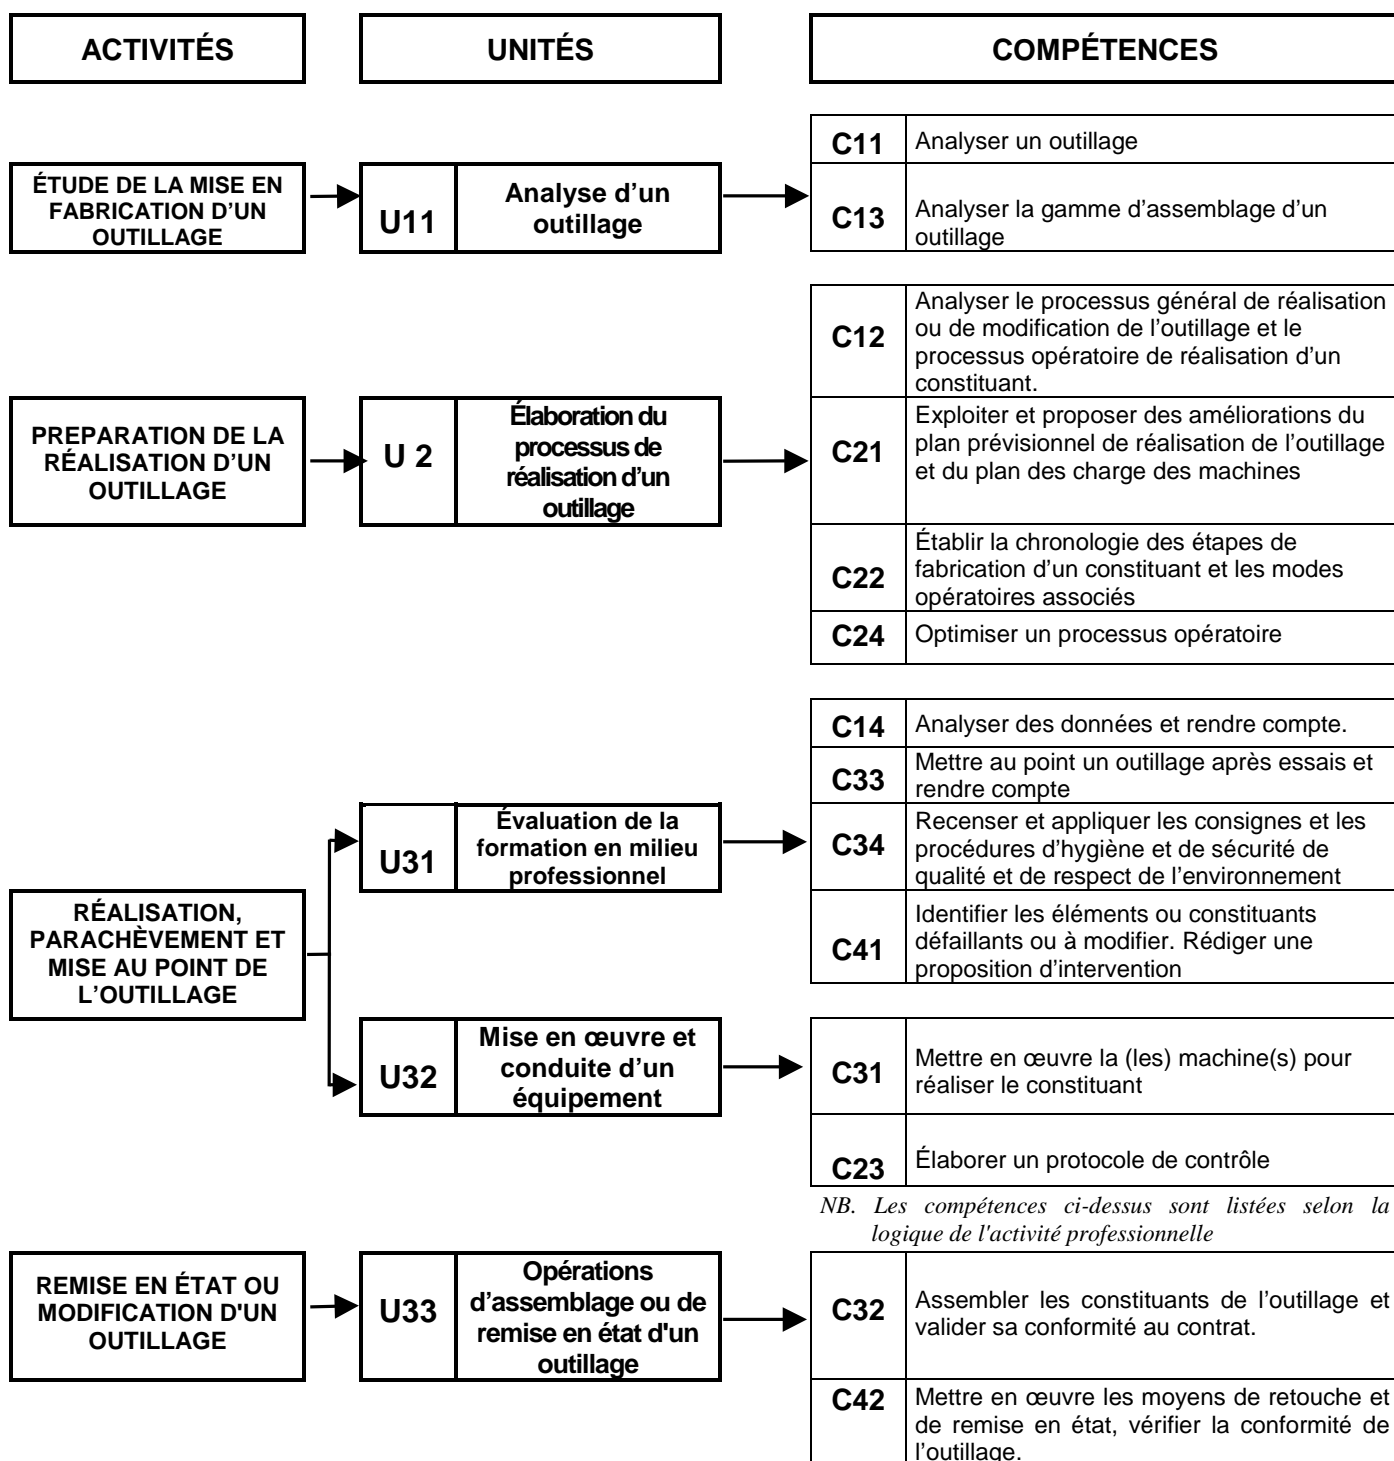 ACTIVITÉS
UNITÉS
COMPÉTENCES
ÉTUDE DE LA MISE EN
FABRICATION D'UN
OUTILLAGE
U11
Analyse d'un
outillage
C11
Analyser un outillage
C13
Analyser la gamme d'assemblage d'un
outillage
PREPARATION DE LA
RÉALISATION D'UN
OUTILLAGE
U 2
Élaboration du
processus de
réalisation d'un
outillage
C12
Analyser le processus général de réalisation
ou de modification de l'outillage et le
processus opératoire de réalisation d'un
constituant.
C21
Exploiter et proposer des améliorations du
plan prévisionnel de réalisation de l'outillage
et du plan des charge des machines
C22
Établir la chronologie des étapes de
fabrication d'un constituant et les modes
opératoires associés
C24
Optimiser un processus opératoire
RÉALISATION,
PARACHÈVEMENT ET
MISE AU POINT DE
L'OUTILLAGE
U31
Évaluation de la
formation en milieu
professionnel
C14
Analyser des données et rendre compte.
C33
Mettre au point un outillage après essais et
rendre compte
C34
Recenser et appliquer les consignes et les
procédures d'hygiène et de sécurité de
qualité et de respect de l'environnement
C41
Identifier les éléments ou constituants
défaillants ou à modifier. Rédiger une
proposition d'intervention
U32
Mise en œuvre et
conduite d'un
équipement
C31
Mettre en œuvre la (les) machine(s) pour
réaliser le constituant
C23
Élaborer un protocole de contrôle
NB. Les compétences ci-dessus sont listées selon la
logique de l'activité professionnelle
REMISE EN ÉTAT OU
MODIFICATION D'UN
OUTILLAGE
U33
Opérations
d'assemblage ou de
remise en état d'un
outillage
C32
Assembler les constituants de l'outillage et
valider sa conformité au contrat.
C42
Mettre en œuvre les moyens de retouche et
de remise en état, vérifier la conformité de
l'outillage.